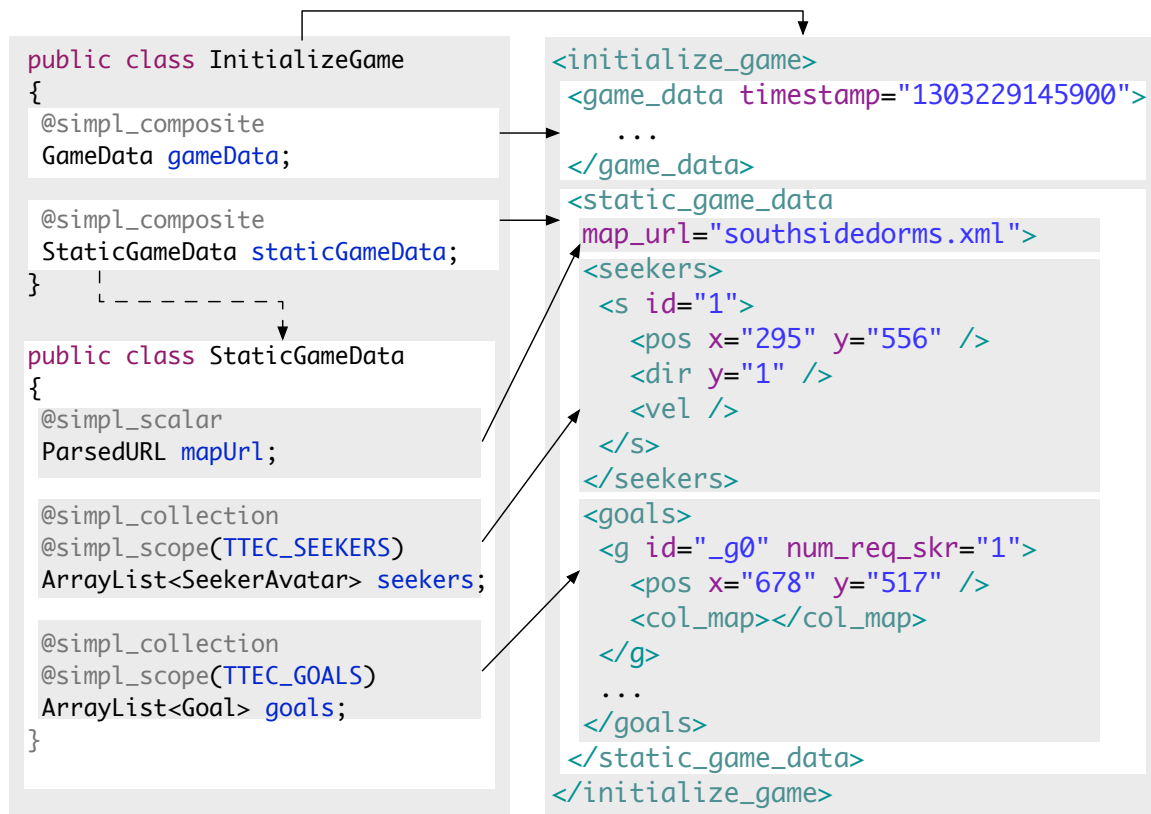 public class InitializeGame
{
@simpl_composite
GameData gameData;
@simpl_composite
StaticGameData staticGameData;
}
public class StaticGameData
{
@simpl_scalar
ParsedURL mapUrl;
@simpl_collection
@simpl_scope(TTEC_SEEKERS)
ArrayList<SeekerAvatar> seekers;
@simpl_collection
@simpl_scope(TTEC_GOALS)
ArrayList<Goal> goals;
}
<initialize_game>
<game_data timestamp="1303229145900">
...
</game_data>
<static_game_data
map_url="southsidedorms.xml">
<seekers>
<s id="1">
<pos x="295" y="556" />
<dir y="1" />
<vel />
</s>
</seekers>
<goals>
<g id="_g0" num_req_skr="1">
<pos x="678" y="517" />
<col_map></col_map>
</g>
...
</goals>
</static_game_data>
</initialize_game>